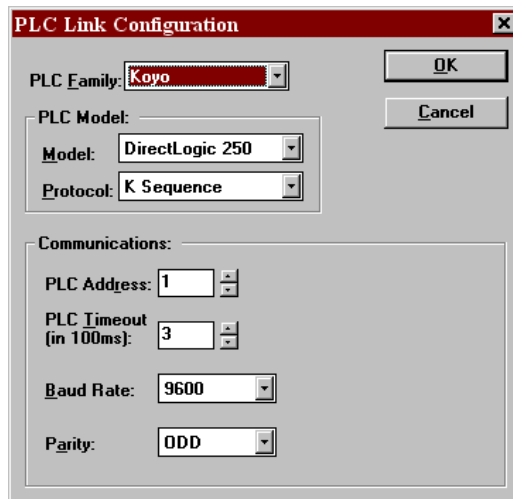 PLC Link Configuration
PLC Family: Koyo
OK
PLC Model:
Cancel
Model: DirectLogic 250
Protocol: K Sequence
Communications:
PLC Address: 1
PLC Timeout
(in 100ms): 3
Baud Rate: 9600
Parity: ODD